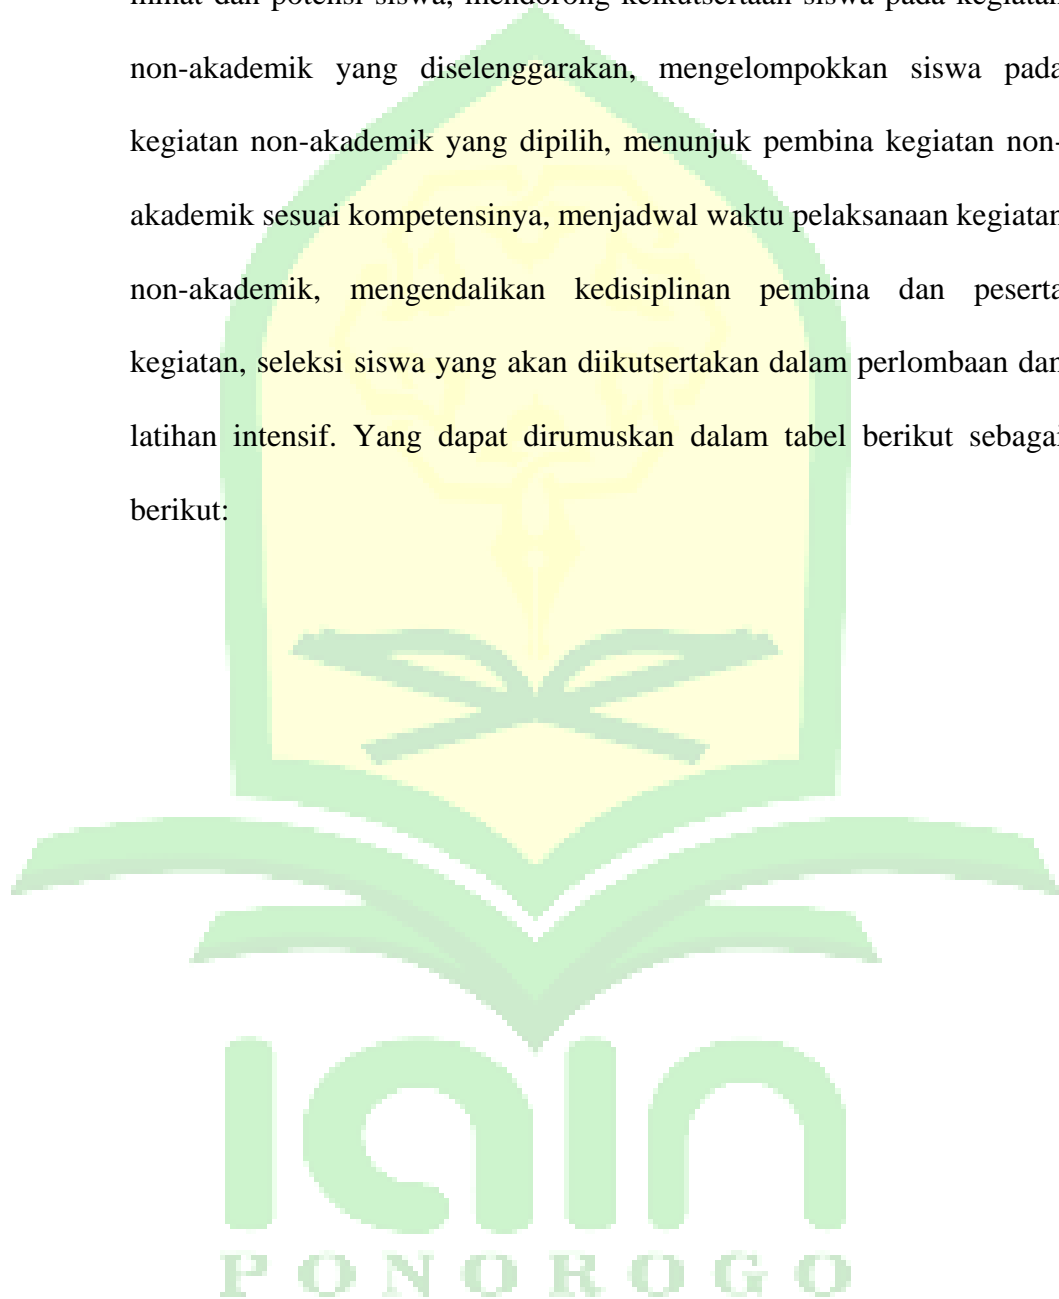 minat dan potensi siswa, mendorong keikutsertaan siswa pada kegiatan
non-akademik yang diselenggarakan, mengelompokkan siswa pada
kegiatan non-akademik yang dipilih, menunjuk pembina kegiatan non-
akademik sesuai kompetensinya, menjadwal waktu pelaksanaan kegiatan
non-akademik, mengendalikan kedisiplinan pembina dan peserta
kegiatan, seleksi siswa yang akan diikutsertakan dalam perlombaan dan
latihan intensif. Yang dapat dirumuskan dalam tabel berikut sebagai
berikut:
IAIN
PONOROGO